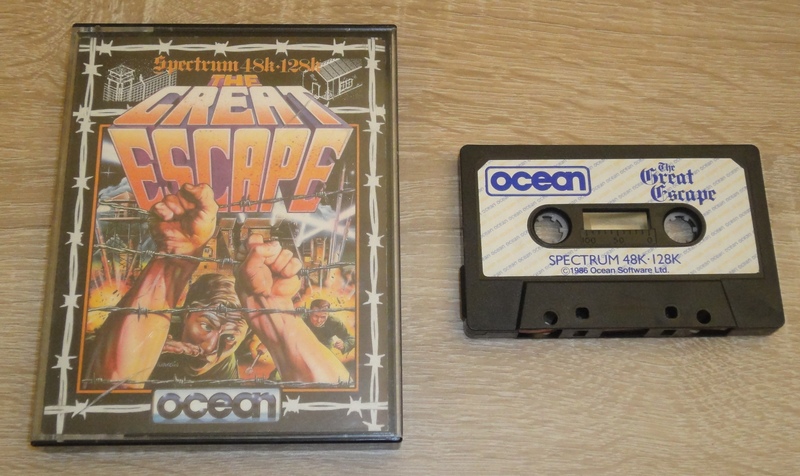 Spectrum 48k·128k
THE
GREAT
ESCAPE
ocean
ocean
The
Great
Escape
SPECTRUM 48K·128K
©1986 Ocean Software Ltd.